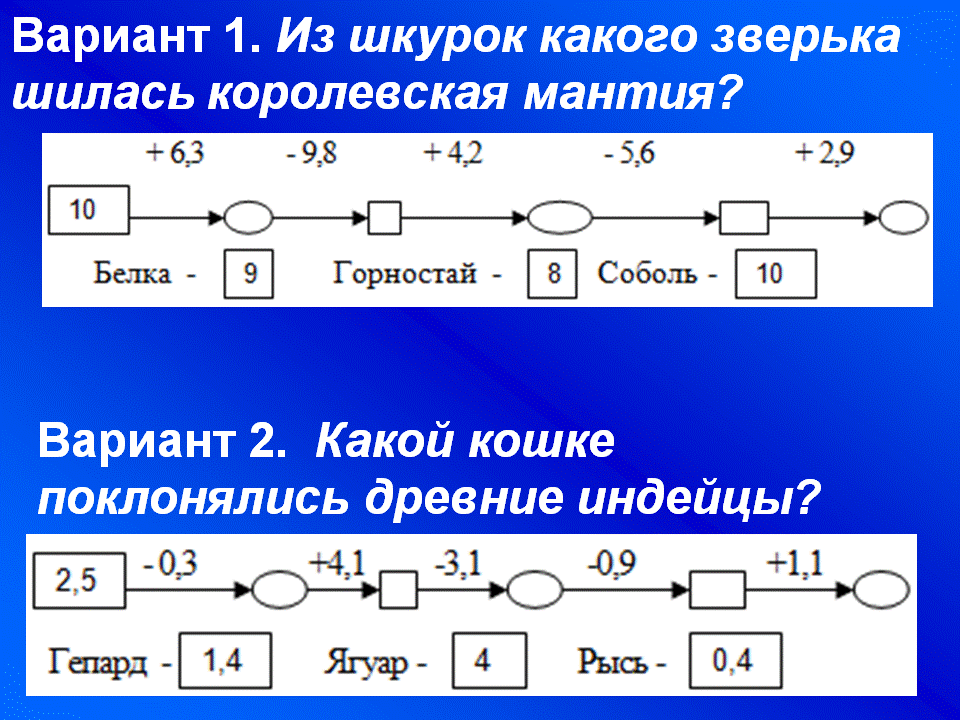 Вариант 1. Из шкурок какого зверька
шилась королевская мантия?
+ 6,3 - 9,8 + 4,2 - 5,6 + 2,9
10
Белка - 9 Горностай - 8 Соболь - 10
Вариант 2. Какой кошке
поклонялись древние индейцы?
- 0,3 +4,1 -3,1 -0,9 +1,1
2,5
Гепард - 1,4 Ягуар - 4 Рысь - 0,4